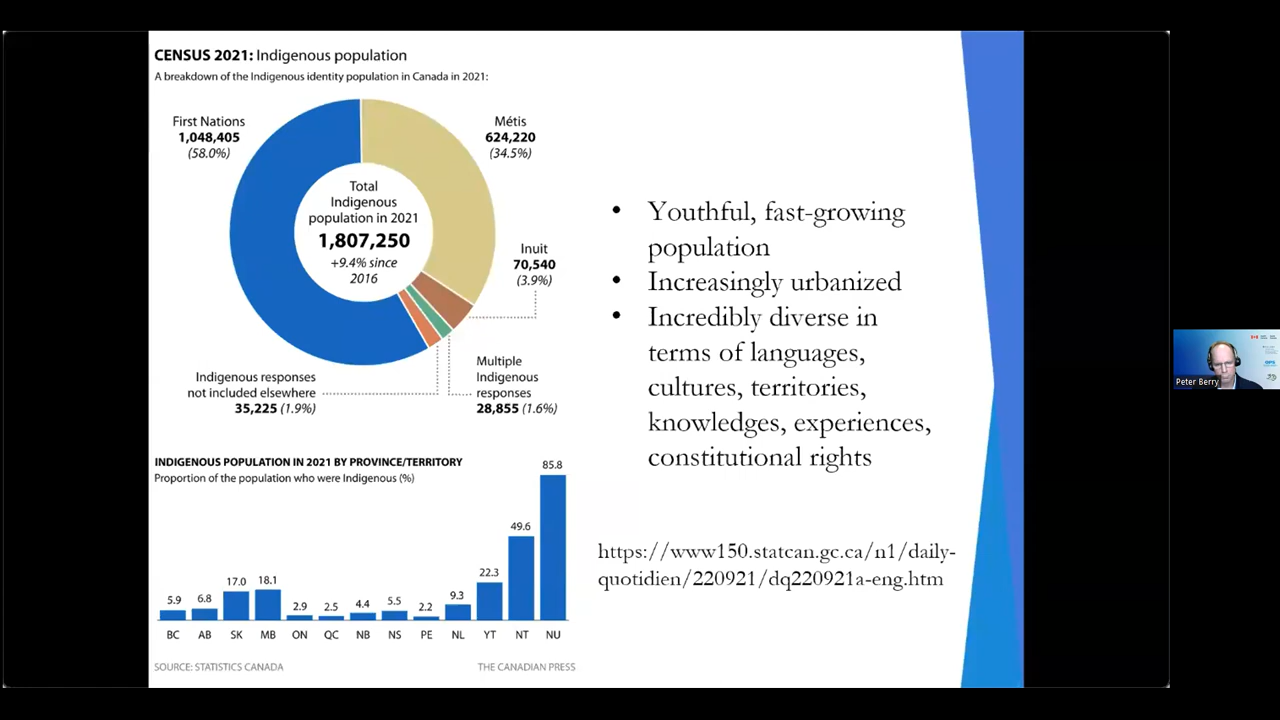 CENSUS 2021: Indigenous population
A breakdown of the Indigenous identity population in Canada in 2021:
First Nations
1,048,405
(58.0%)
Métis
624,220
(34.5%)
Total
Indigenous
population in 2021
1,807,250
+9.4% since
2016
Inuit
70,540
(3.9%)
Indigenous responses
not included elsewhere
35,225 (1.9%)
Multiple
Indigenous
responses
28,855 (1.6%)
INDIGENOUS POPULATION IN 2021 BY PROVINCE/TERRITORY
Proportion of the population who were Indigenous (%)
5.9 6.8 17.0 18.1 2.9 2.5 4.4 5.5 2.2 9.3 22.3 49.6 85.8
BC AB SK MB ON QC NB NS PE NL YT NT NU
SOURCE: STATISTICS CANADA THE CANADIAN PRESS
• Youthful, fast-growing
population
• Increasingly urbanized
• Incredibly diverse in
terms of languages,
cultures, territories,
knowledges, experiences,
constitutional rights
https://www150.statcan.gc.ca/n1/daily-
quotidien/220921/dq220921a-eng.htm
Peter Berry